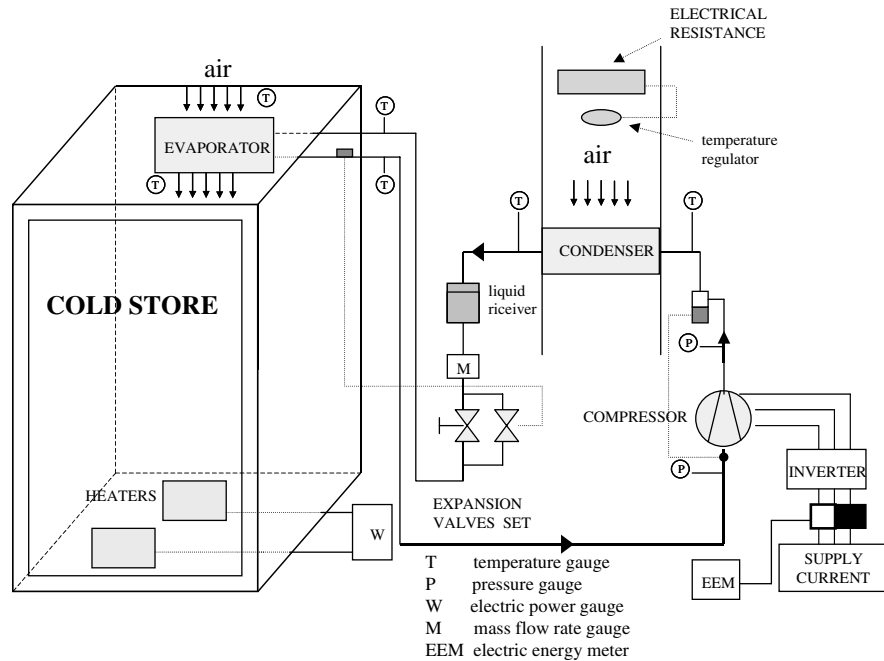 ELECTRICAL
RESISTANCE
air
T
T
EVAPORATOR
temperature
regulator
air
T
T
T
T
CONDENSER
COLD STORE
liquid
riceiver
P
M
COMPRESSOR
P
INVERTER
HEATERS
EXPANSION
VALVES SET
W
SUPPLY
CURRENT
EEM
T temperature gauge
P pressure gauge
W electric power gauge
M mass flow rate gauge
EEM electric energy meter